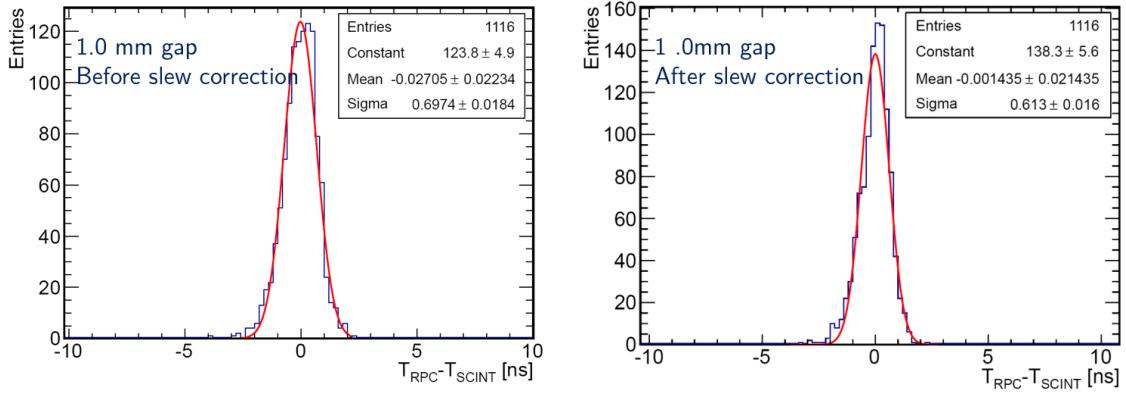 Entries
120
100
80
60
40
20
0
1.0 mm gap
Before slew correction
Entries 1116
Constant 123.8 ± 4.9
Mean -0.02705 ± 0.02234
Sigma 0.6974 ± 0.0184
-10 -5 0 5 10
T_RPC-T_SCINT [ns]
Entries
160
140
120
100
80
60
40
20
0
1 .0mm gap
After slew correction
Entries 1116
Constant 138.3 ± 5.6
Mean -0.001435 ± 0.021435
Sigma 0.613 ± 0.016
-10 -5 0 5 10
T_RPC-T_SCINT [ns]